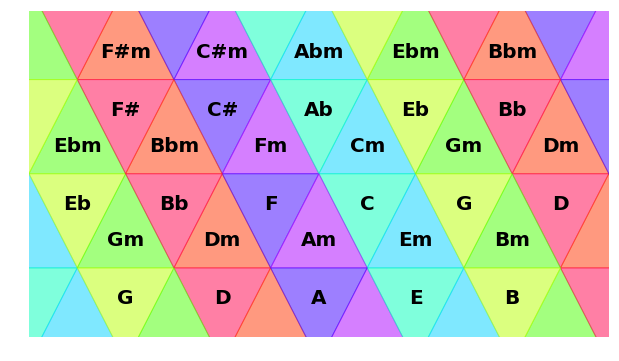 F#m C#m Abm Ebm Bbm
F# C# Ab Eb Bb
Ebm Bbm Fm Cm Gm Dm
Eb Bb F C G D
Gm Dm Am Em Bm
G D A E B